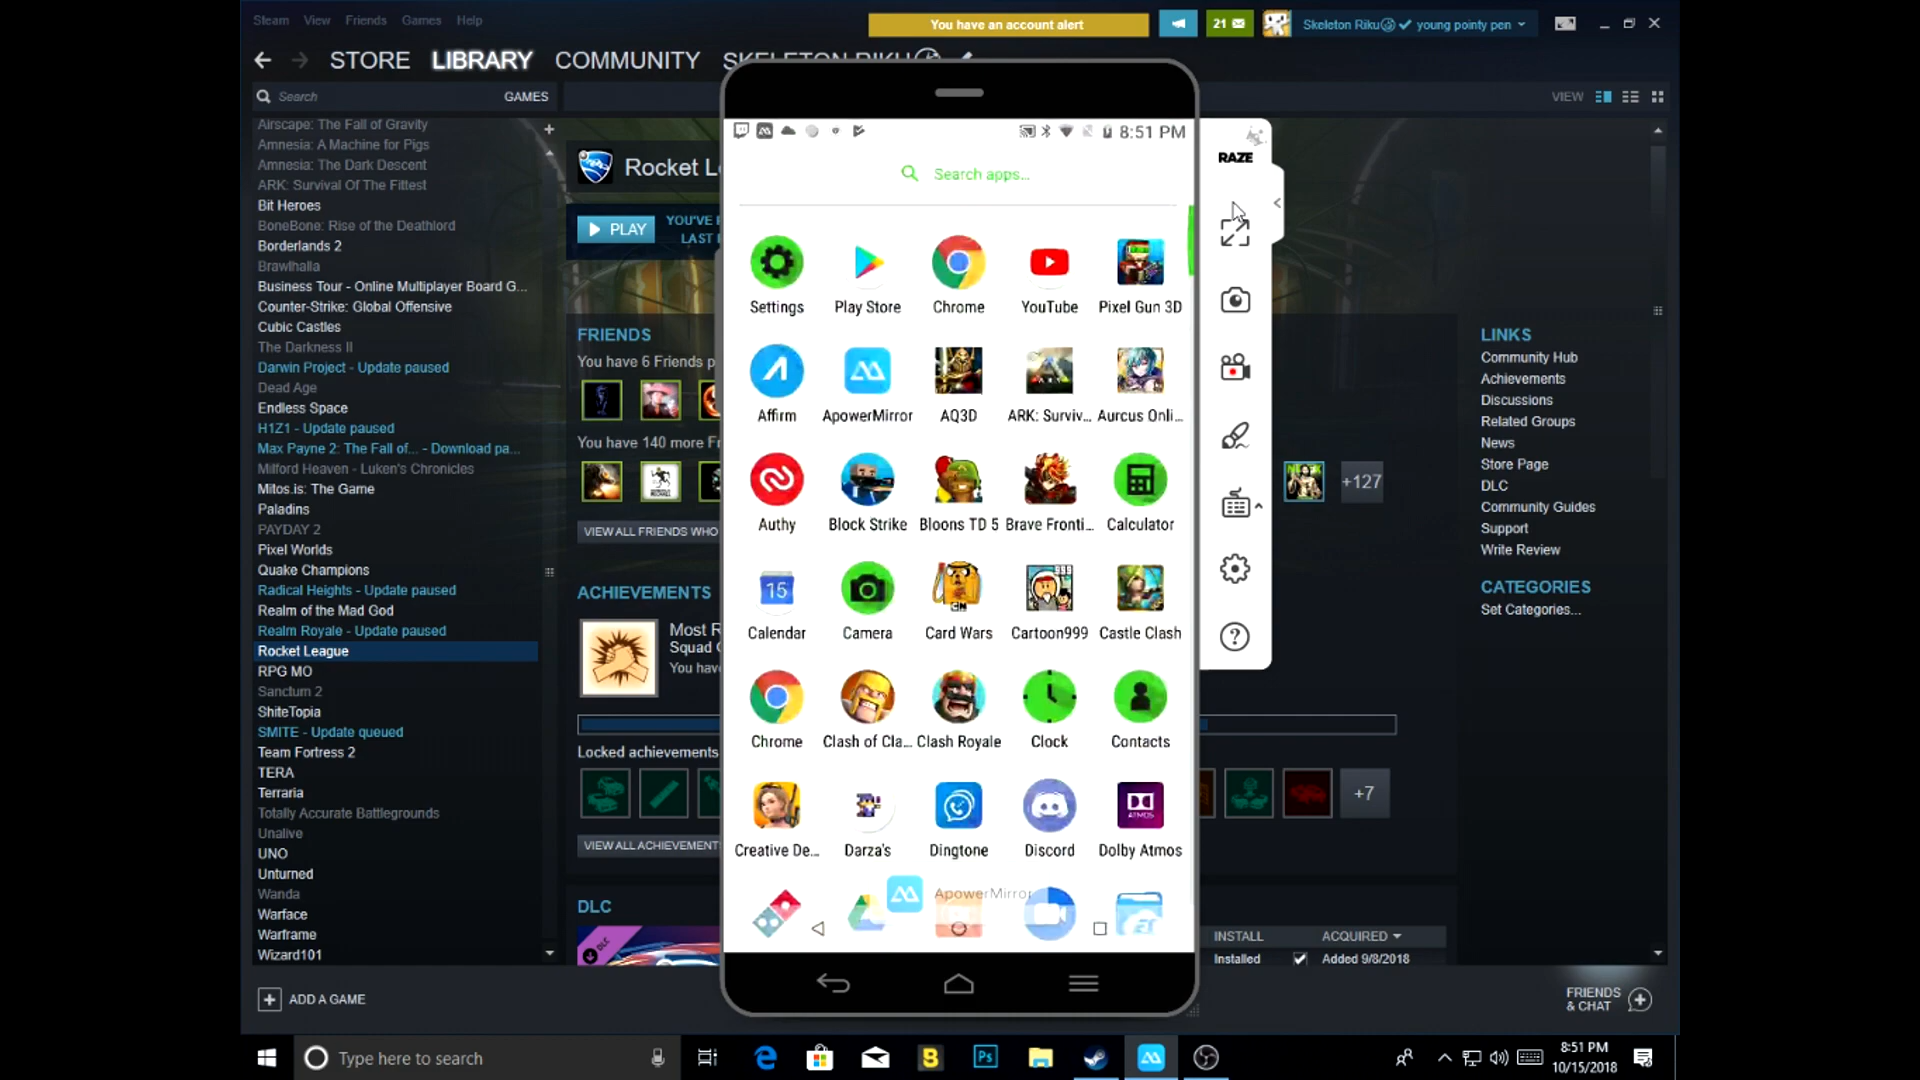 Steam View Friends Games Help
You have an account alert
21
Skeleton Riku young pointy pen
STORE LIBRARY COMMUNITY SKELETON RIKU
Search GAMES
VIEW
Airscape: The Fall of Gravity
Amnesia: A Machine for Pigs
Amnesia: The Dark Descent
ARK: Survival Of The Fittest
Bit Heroes
BoneBone: Rise of the Deathlord
Borderlands 2
Brawlhalla
Business Tour - Online Multiplayer Board G...
Counter-Strike: Global Offensive
Cubic Castles
The Darkness II
Darwin Project - Update paused
Dead Age
Endless Space
H1Z1 - Update paused
Max Payne 2: The Fall of... - Download pa...
Milford Heaven - Luken's Chronicles
Mitos.is: The Game
Paladins
PAYDAY 2
Pixel Worlds
Quake Champions
Radical Heights - Update paused
Realm of the Mad God
Realm Royale - Update paused
Rocket League
RPG MO
Sanctum 2
ShiteTopia
SMITE - Update queued
Team Fortress 2
TERA
Terraria
Totally Accurate Battlegrounds
Unalive
UNO
Unturned
Wanda
Warface
Warframe
Wizard101
ADD A GAME
Rocket L
PLAY
YOU'VE
LAST
FRIENDS
You have 6 Friends p
You have 140 more Fr
+127
VIEW ALL FRIENDS WHO
ACHIEVEMENTS
Most R
Squad
You hav
Locked achievements
+7
VIEW ALL ACHIEVEMENT
DLC
DLC
INSTALL ACQUIRED
Installed Added 9/8/2018
8:51 PM
Search apps...
Settings Play Store Chrome YouTube Pixel Gun 3D
Affirm ApowerMirror AQ3D ARK: Surviv... Aurcus Onli...
Authy Block Strike Bloons TD 5 Brave Fronti... Calculator
15
Calendar Camera Card Wars Cartoon999 Castle Clash
Chrome Clash of Cla... Clash Royale Clock Contacts
Creative De... Darza's Dingtone Discord Dolby Atmos
ApowerMirror
RAZE
LINKS
Community Hub
Achievements
Discussions
Related Groups
News
Store Page
DLC
Community Guides
Support
Write Review
CATEGORIES
Set Categories...
FRIENDS
& CHAT
Type here to search
8:51 PM
10/15/2018